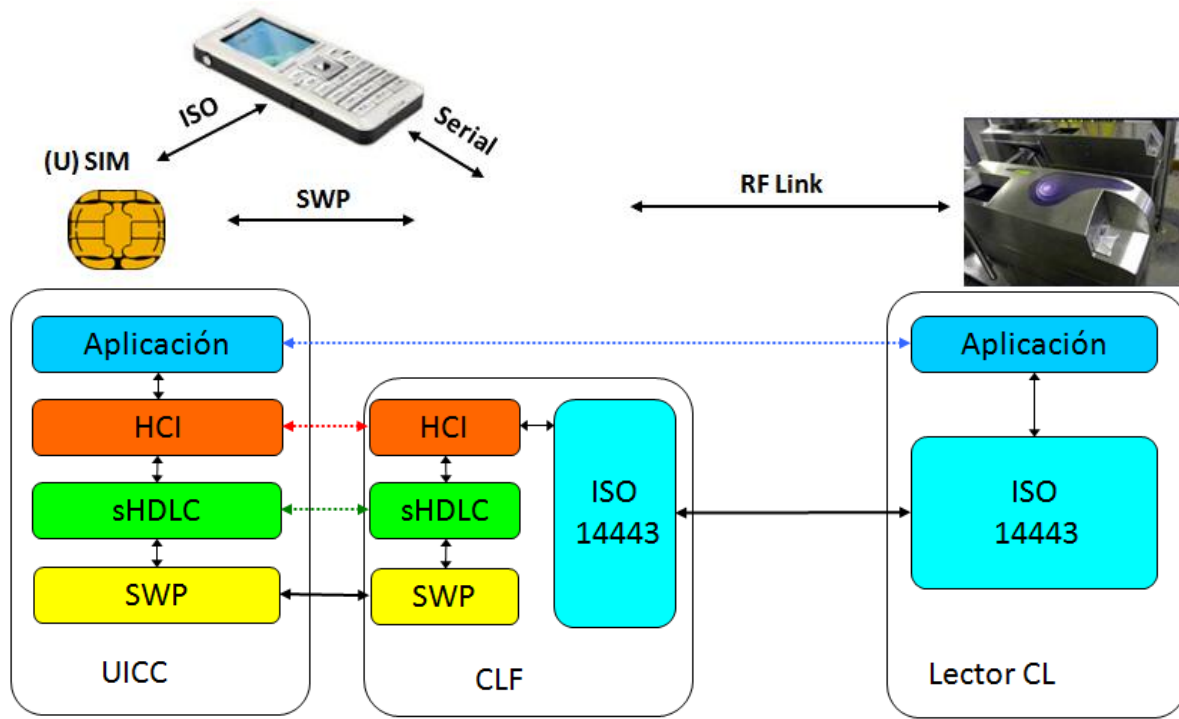 ISO
Serial
(U) SIM
SWP
RF Link
Aplicación
HCI
sHDLC
SWP
UICC
HCI
sHDLC
SWP
ISO
14443
CLF
Aplicación
ISO
14443
Lector CL